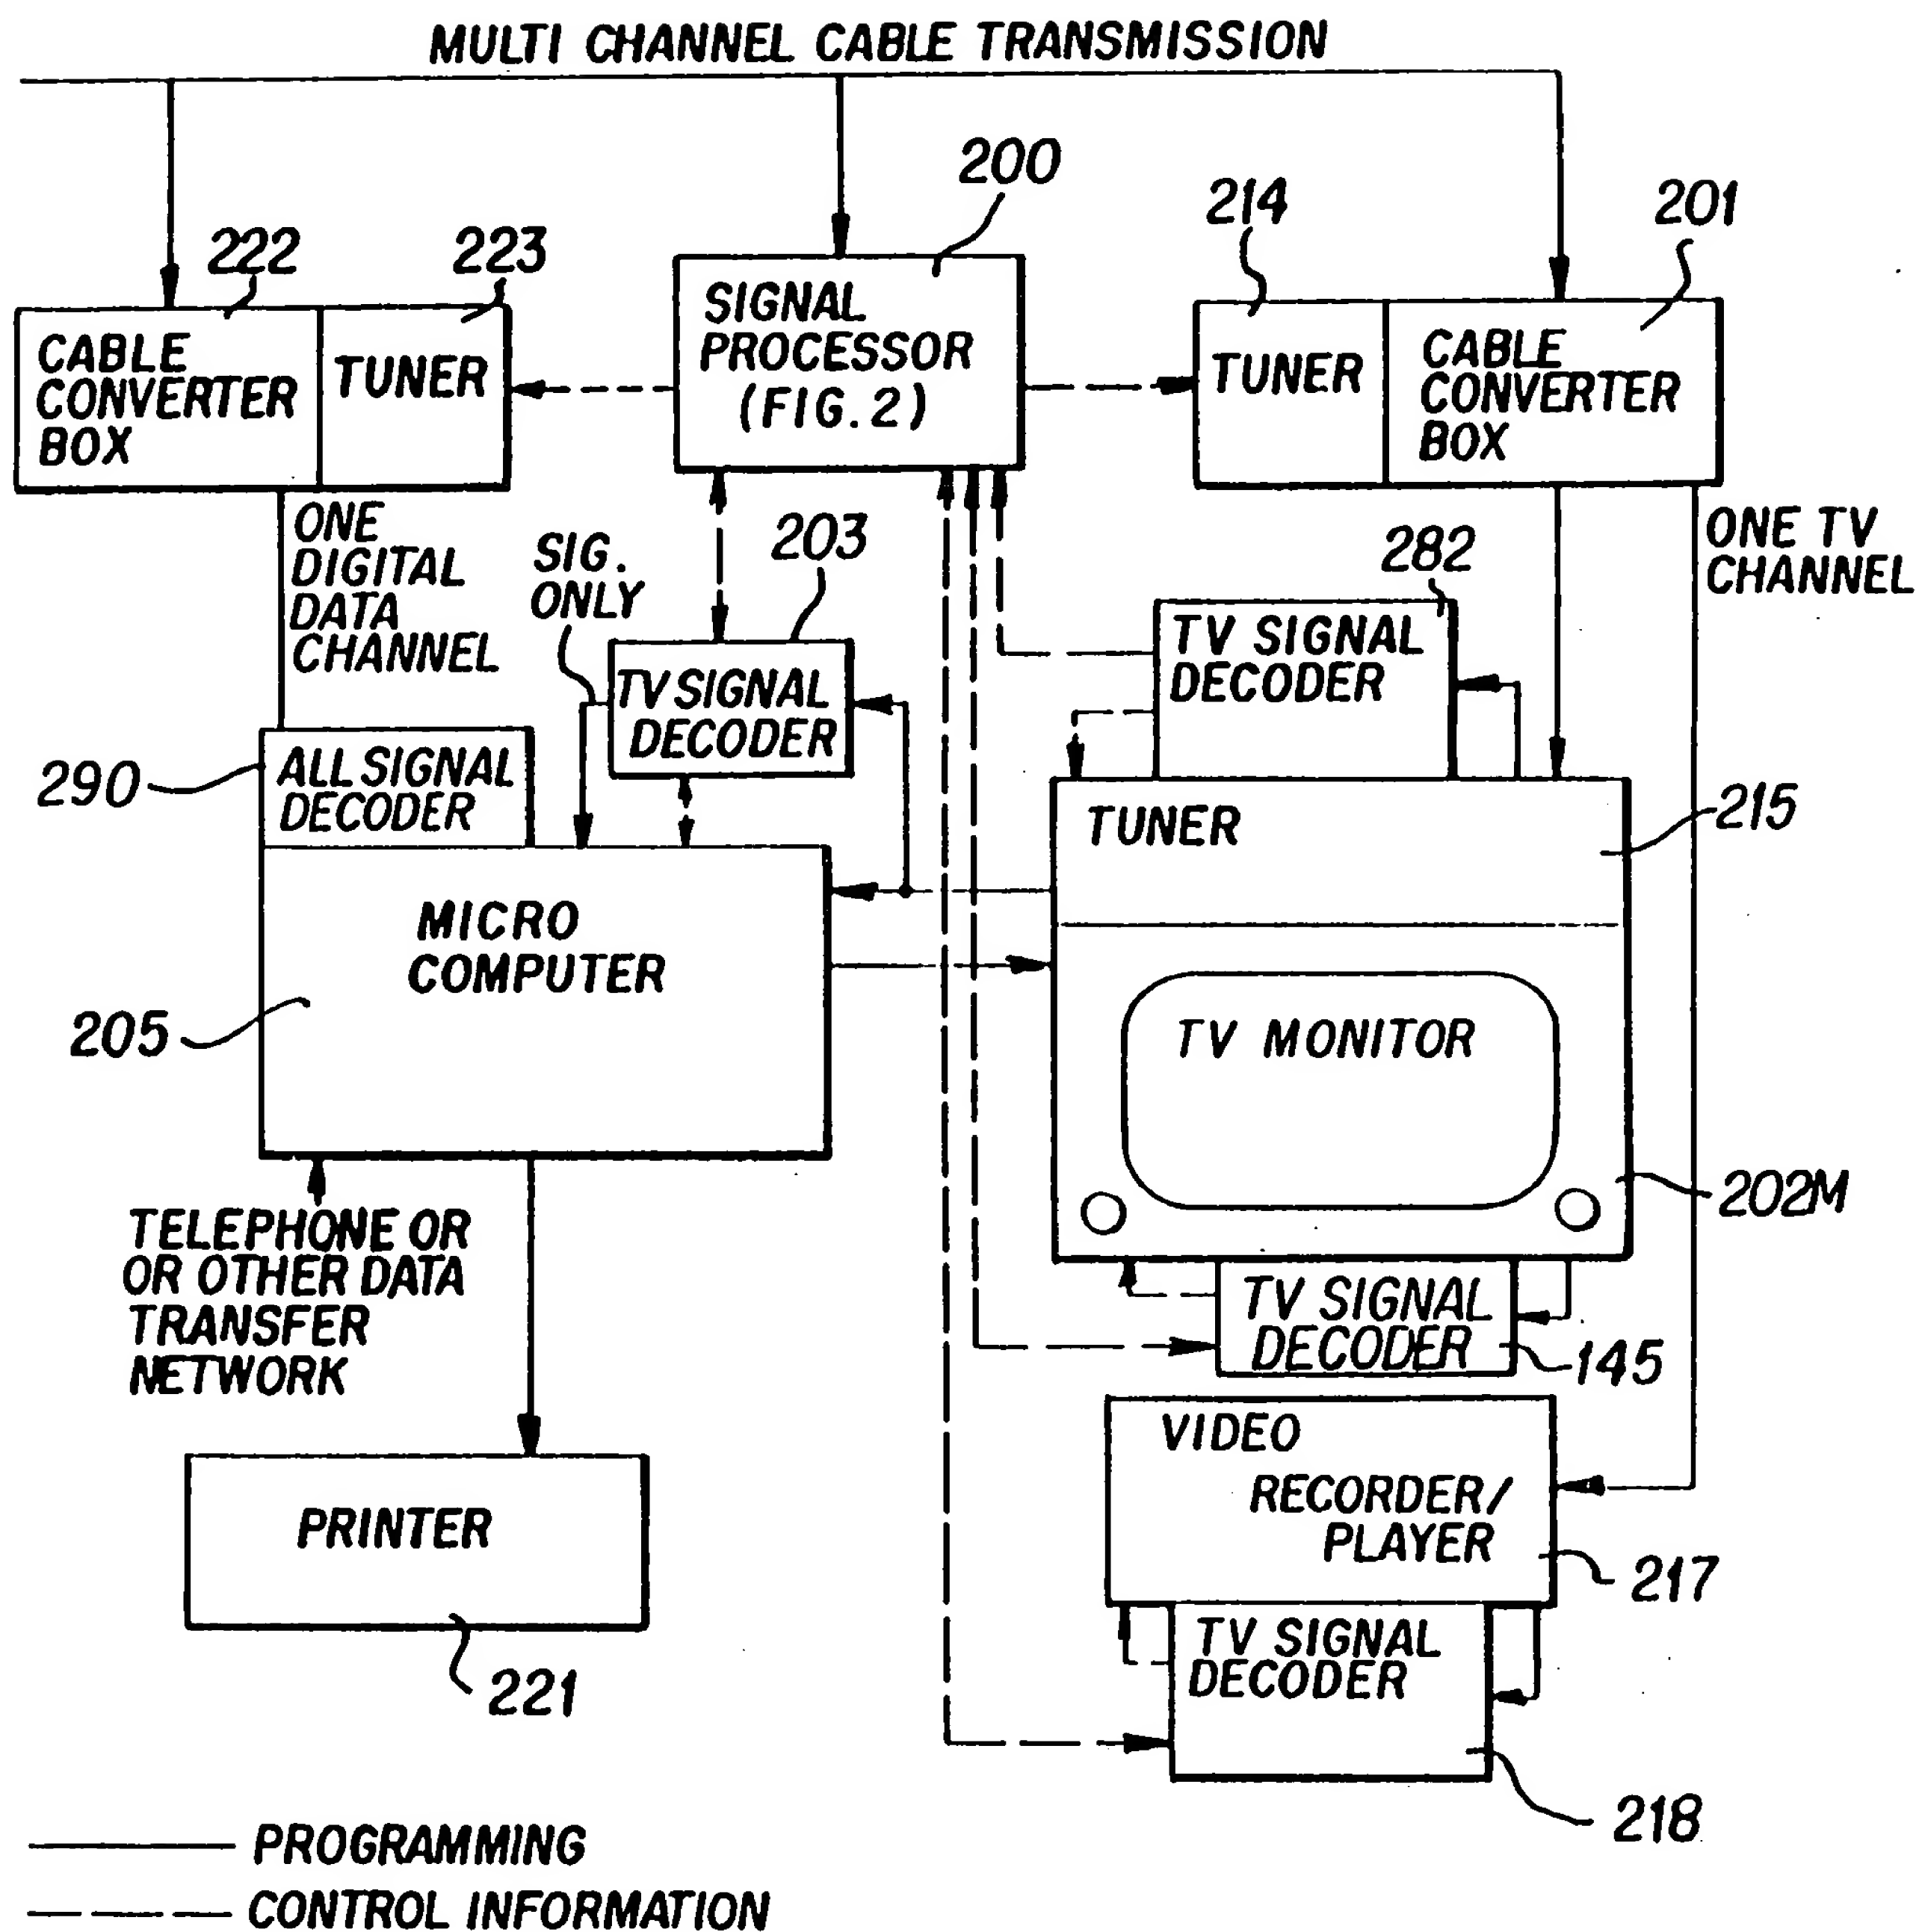 MULTI CHANNEL CABLE TRANSMISSION
200
214
201
222
223
SIGNAL
PROCESSOR
(FIG. 2)
CABLE
CONVERTER
BOX
TUNER
TUNER
CABLE
CONVERTER
BOX
ONE
DIGITAL
DATA
CHANNEL
SIG.
ONLY
203
282
ONE TV
CHANNEL
TV SIGNAL
DECODER
TV SIGNAL
DECODER
290
ALL SIGNAL
DECODER
TUNER
215
MICRO
COMPUTER
205
TV MONITOR
202M
TELEPHONE OR
OR OTHER DATA
TRANSFER
NETWORK
TV SIGNAL
DECODER
145
VIDEO
RECORDER/
PLAYER
217
PRINTER
221
TV SIGNAL
DECODER
218
PROGRAMMING
CONTROL INFORMATION